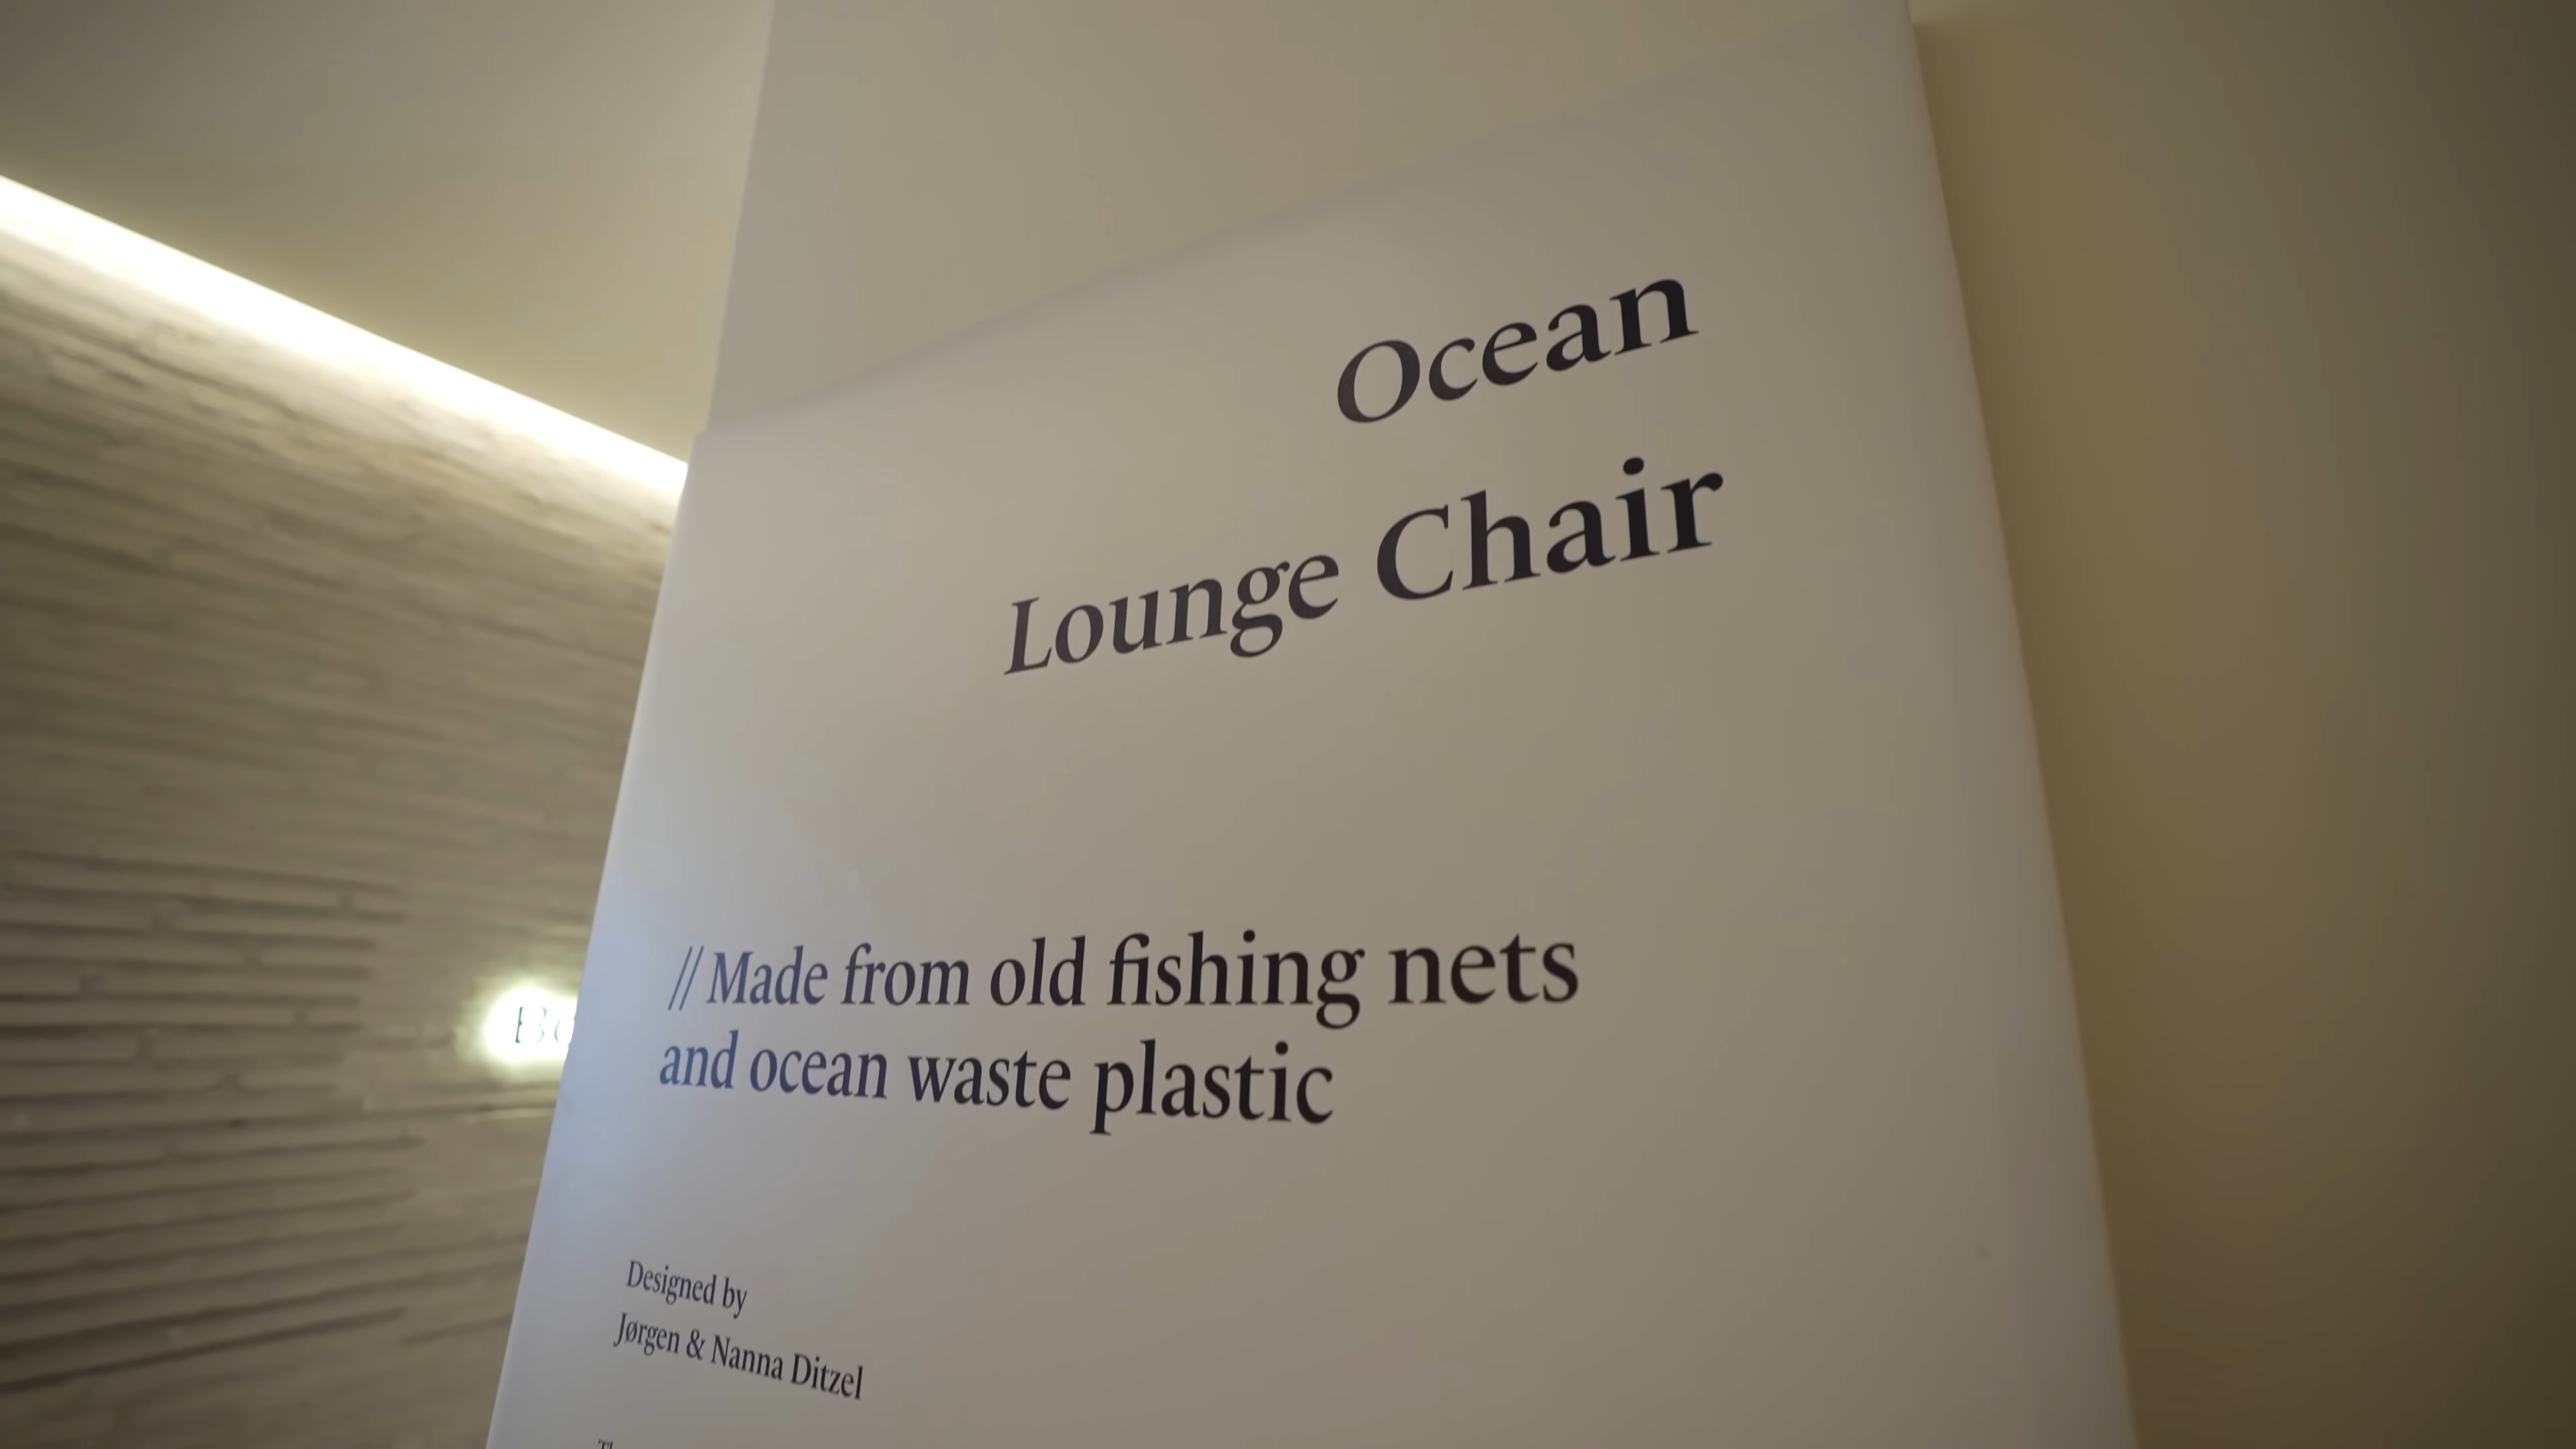 Ocean
Lounge Chair
// Made from old fishing nets
and ocean waste plastic
Designed by
Jørgen & Nanna Ditzel